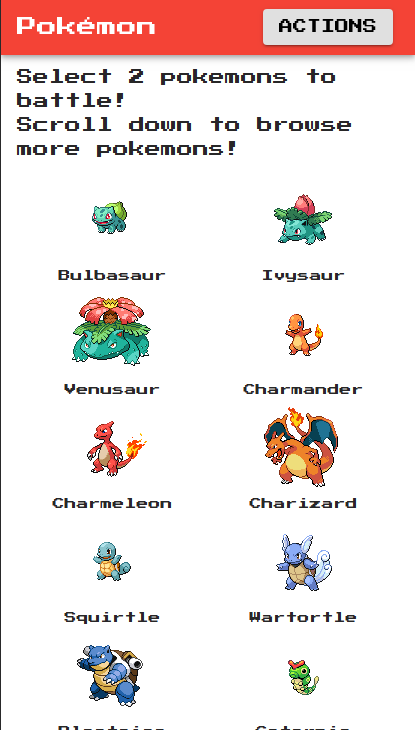 Pokémon
ACTIONS
Select 2 pokemons to
battle!
Scroll down to browse
more pokemons!
Bulbasaur
Ivysaur
Venusaur
Charmander
Charmeleon
Charizard
Squirtle
Wartortle